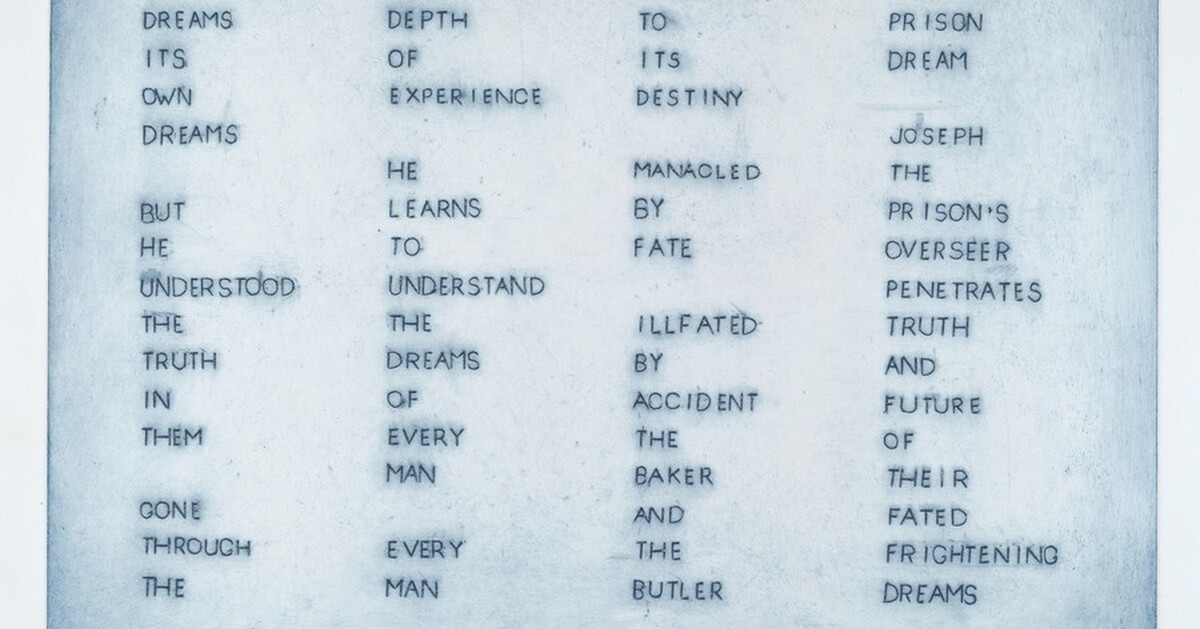 DREAMS
ITS
OWN
DREAMS
BUT
HE
UNDERSTOOD
THE
TRUTH
IN
THEM
GONE
THROUGH
THE
DEPTH
OF
EXPERIENCE
HE
LEARNS
TO
UNDERSTAND
THE
DREAMS
OF
EVERY
MAN
EVERY
MAN
TO
ITS
DESTINY
MANACLED
BY
FATE
ILLFATED
BY
ACCIDENT
THE
BAKER
AND
THE
BUTLER
PRISON
DREAM
JOSEPH
THE
PRISON'S
OVERSEER
PENETRATES
TRUTH
AND
FUTURE
OF
THEIR
FATED
FRIGHTENING
DREAMS